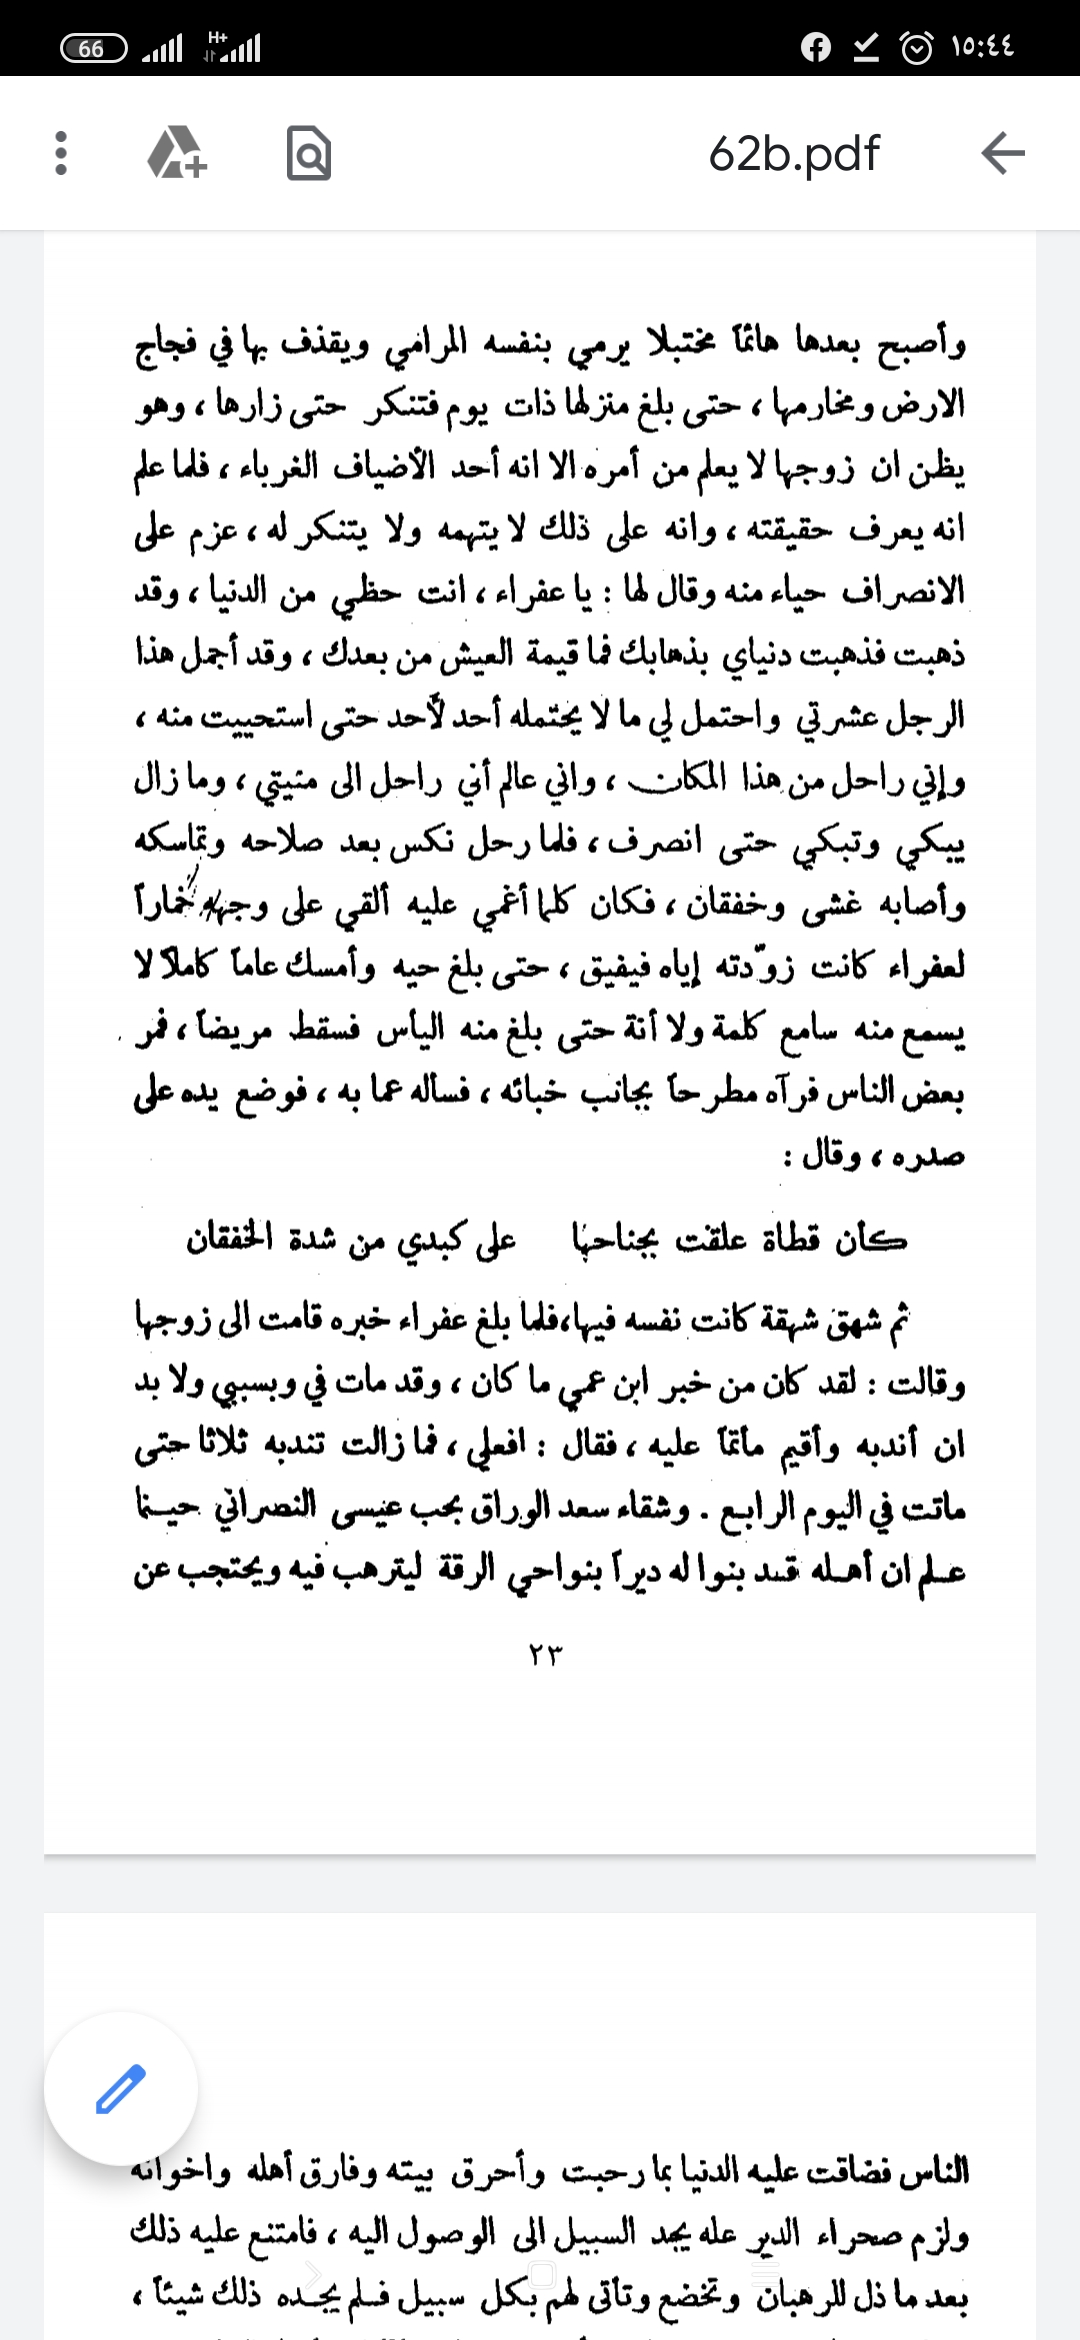 66 H+ ١٥:٤٤
62b.pdf
وأصبح بعدها هائماً مختبلا يرمي بنفسه المرامي ويقذف بها في فجاج
الارض ومخارمها ، حتى بلغ منزلها ذات يوم فتنكر حتى زارها ، وهو
يظن ان زوجها لا يعلم من أمره الا انه أحد الأضياف الغرباء ، فلما علم
انه يعرف حقيقته ، وانه على ذلك لا يتهمه ولا يتنكر له ، عزم على
الانصراف حياء منه وقال لها : يا عفراء ، انت حظي من الدنيا ، وقد
ذهبت فذهبت دنياي بذهابك فما قيمة العيش من بعدك ، وقد أجمل هذا
الرجل عشرتي واحتمل لي ما لا يحتمله أحد لأحد حتى استحييت منه ،
وإني راحل من هذا المكان ، واني عالم أني راحل الى منيتي ، وما زال
يبكي وتبكي حتى انصرف ، فلما رحل نكس بعد صلاحه وتماسكه
وأصابه غشى وخفقان ، فكان كلما أغمي عليه ألقي على وجهه خماراً
لعفراء كانت زوّدته إياه فيفيق ، حتى بلغ حيه وأمسك عاماً كاملاً لا
يسمع منه سامع كلمة ولا أنة حتى بلغ منه اليأس فسقط مريضاً ، فمر
بعض الناس فرآه مطرحاً بجانب خبائه ، فسأله عما به ، فوضع يده على
صدره ، وقال :
كأن قطاة علقت بجناحها على كبدي من شدة الخفقان
ثم شهق شهقة كانت نفسه فيها،فلما بلغ عفراء خبره قامت الى زوجها
وقالت : لقد كان من خبر ابن عمي ما كان ، وقد مات في وبسببي ولا بد
ان أندبه وأقيم مأتماً عليه ، فقال : افعلي ، فما زالت تندبه ثلاثا حتى
ماتت في اليوم الرابع . وشقاء سعد الوراق بحب عيسى النصراني حينما
علم ان أهله قد بنوا له ديراً بنواحي الرقة ليترهب فيه ويحتجب عن
٢٣
الناس فضاقت عليه الدنيا بما رحبت وأحرق بيته وفارق أهله واخوانه
ولزم صحراء الدير عله يجد السبيل الى الوصول اليه ، فامتنع عليه ذلك
بعد ما ذل للرهبان وتخضع وتأتى لهم بكل سبيل فلم يجده ذلك شيئاً ،